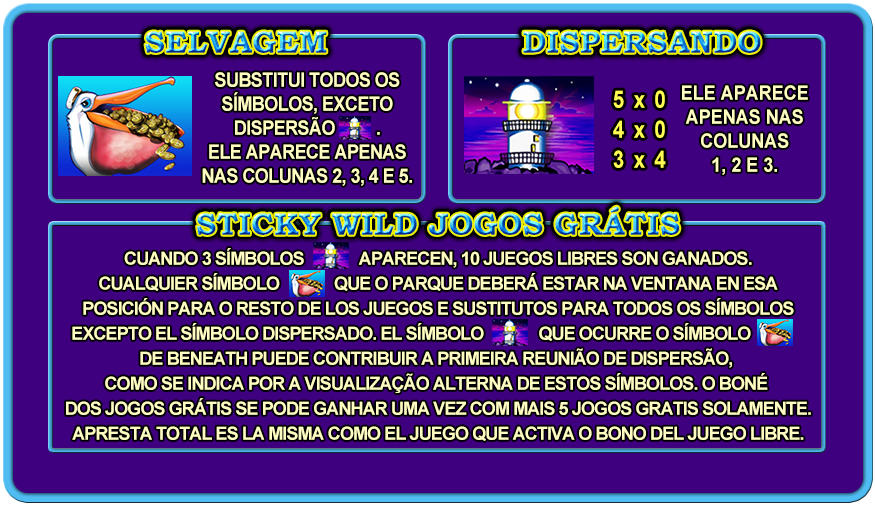 SELVAGEM
SUBSTITUI TODOS OS
SÍMBOLOS, EXCETO
DISPERSÃO .
ELE APARECE APENAS
NAS COLUNAS 2, 3, 4 E 5.
DISPERSANDO
5 x 0
4 x 0
3 x 4
ELE APARECE
APENAS NAS
COLUNAS
1, 2 E 3.
STICKY WILD JOGOS GRÁTIS
CUANDO 3 SÍMBOLOS APARECEN, 10 JUEGOS LIBRES SON GANADOS.
CUALQUIER SÍMBOLO QUE O PARQUE DEBERÁ ESTAR NA VENTANA EN ESA
POSICIÓN PARA O RESTO DE LOS JUEGOS E SUSTITUTOS PARA TODOS OS SÍMBOLOS
EXCEPTO EL SÍMBOLO DISPERSADO. EL SÍMBOLO QUE OCURRE O SÍMBOLO
DE BENEATH PUEDE CONTRIBUIR A PRIMEIRA REUNIÃO DE DISPERSÃO,
COMO SE INDICA POR A VISUALIZAÇÃO ALTERNA DE ESTOS SÍMBOLOS. O BONÉ
DOS JOGOS GRÁTIS SE PODE GANHAR UMA VEZ COM MAIS 5 JOGOS GRATIS SOLAMENTE.
APRESTA TOTAL ES LA MISMA COMO EL JUEGO QUE ACTIVA O BONO DEL JUEGO LIBRE.